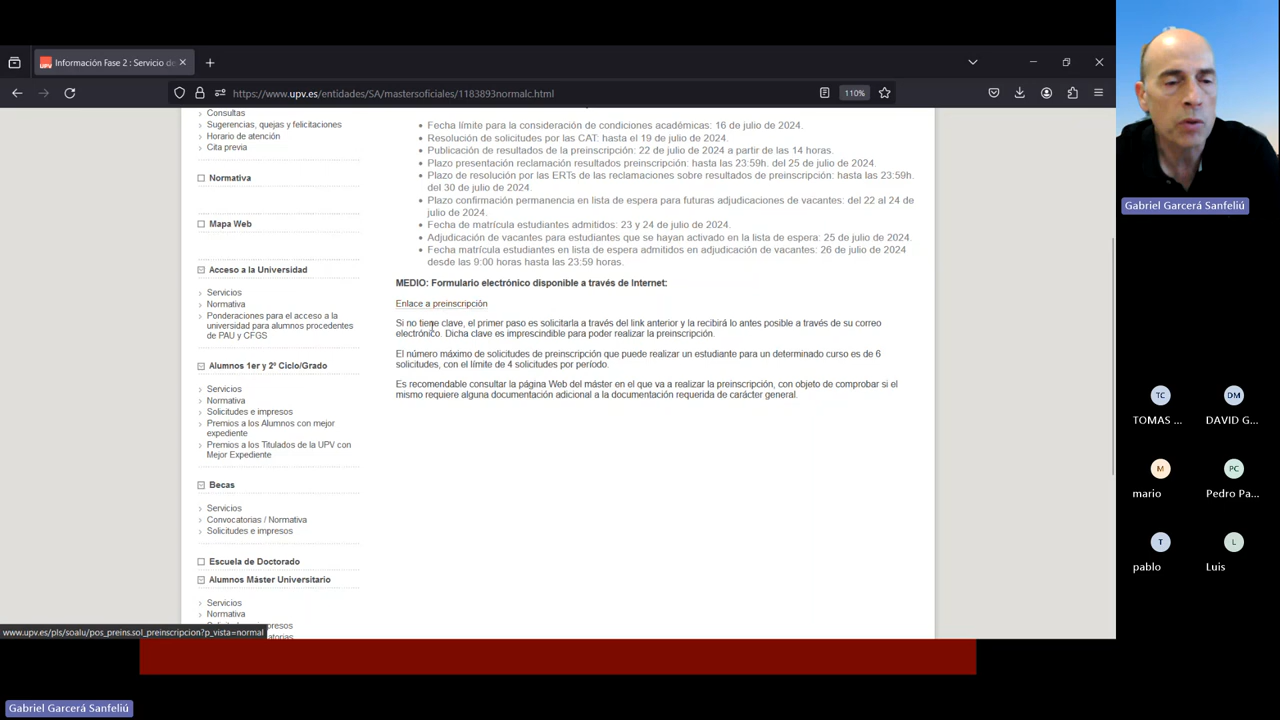 Información Fase 2 : Servicio de
https://www.upv.es/entidades/SA/mastersoficiales/1183893normalc.html
110%
Consultas
Sugerencias, quejas y felicitaciones
Horario de atención
Cita previa
Normativa
Mapa Web
Acceso a la Universidad
Servicios
Normativa
Ponderaciones para el acceso a la
universidad para alumnos procedentes
de PAU y CFGS
Alumnos 1er y 2º Ciclo/Grado
Servicios
Normativa
Solicitudes e impresos
Premios a los Alumnos con mejor
expediente
Premios a los Titulados de la UPV con
Mejor Expediente
Becas
Servicios
Convocatorias / Normativa
Solicitudes e impresos
Escuela de Doctorado
Alumnos Máster Universitario
Servicios
Normativa
Fecha límite para la consideración de condiciones académicas: 16 de julio de 2024.
Resolución de solicitudes por las CAT: hasta el 19 de julio de 2024.
Publicación de resultados de la preinscripción: 22 de julio de 2024 a partir de las 14 horas.
Plazo presentación reclamación resultados preinscripción: hasta las 23:59h. del 25 de julio de 2024.
Plazo de resolución por las ERTs de las reclamaciones sobre resultados de preinscripción: hasta las 23:59h.
del 30 de julio de 2024.
Plazo confirmación permanencia en lista de espera para futuras adjudicaciones de vacantes: del 22 al 24 de
julio de 2024.
Fecha de matrícula estudiantes admitidos: 23 y 24 de julio de 2024.
Adjudicación de vacantes para estudiantes que se hayan activado en la lista de espera: 25 de julio de 2024.
Fecha matrícula estudiantes en lista de espera admitidos en adjudicación de vacantes: 26 de julio de 2024
desde las 9:00 horas hasta las 23:59 horas.
MEDIO: Formulario electrónico disponible a través de Internet:
Enlace a preinscripción
Si no tiene clave, el primer paso es solicitarla a través del link anterior y la recibirá lo antes posible a través de su correo
electrónico. Dicha clave es imprescindible para poder realizar la preinscripción.
El número máximo de solicitudes de preinscripción que puede realizar un estudiante para un determinado curso es de 6
solicitudes, con el límite de 4 solicitudes por período.
Es recomendable consultar la página Web del máster en el que va a realizar la preinscripción, con objeto de comprobar si el
mismo requiere alguna documentación adicional a la documentación requerida de carácter general.
www.upv.es/pls/soalu/pos_preins.sol_preinscripcion?p_vista=normal
Gabriel Garcerá Sanfeliú
Gabriel Garcerá Sanfeliú
TC
DM
TOMAS ...
DAVID G...
M
PC
mario
Pedro Pa...
T
L
pablo
Luis